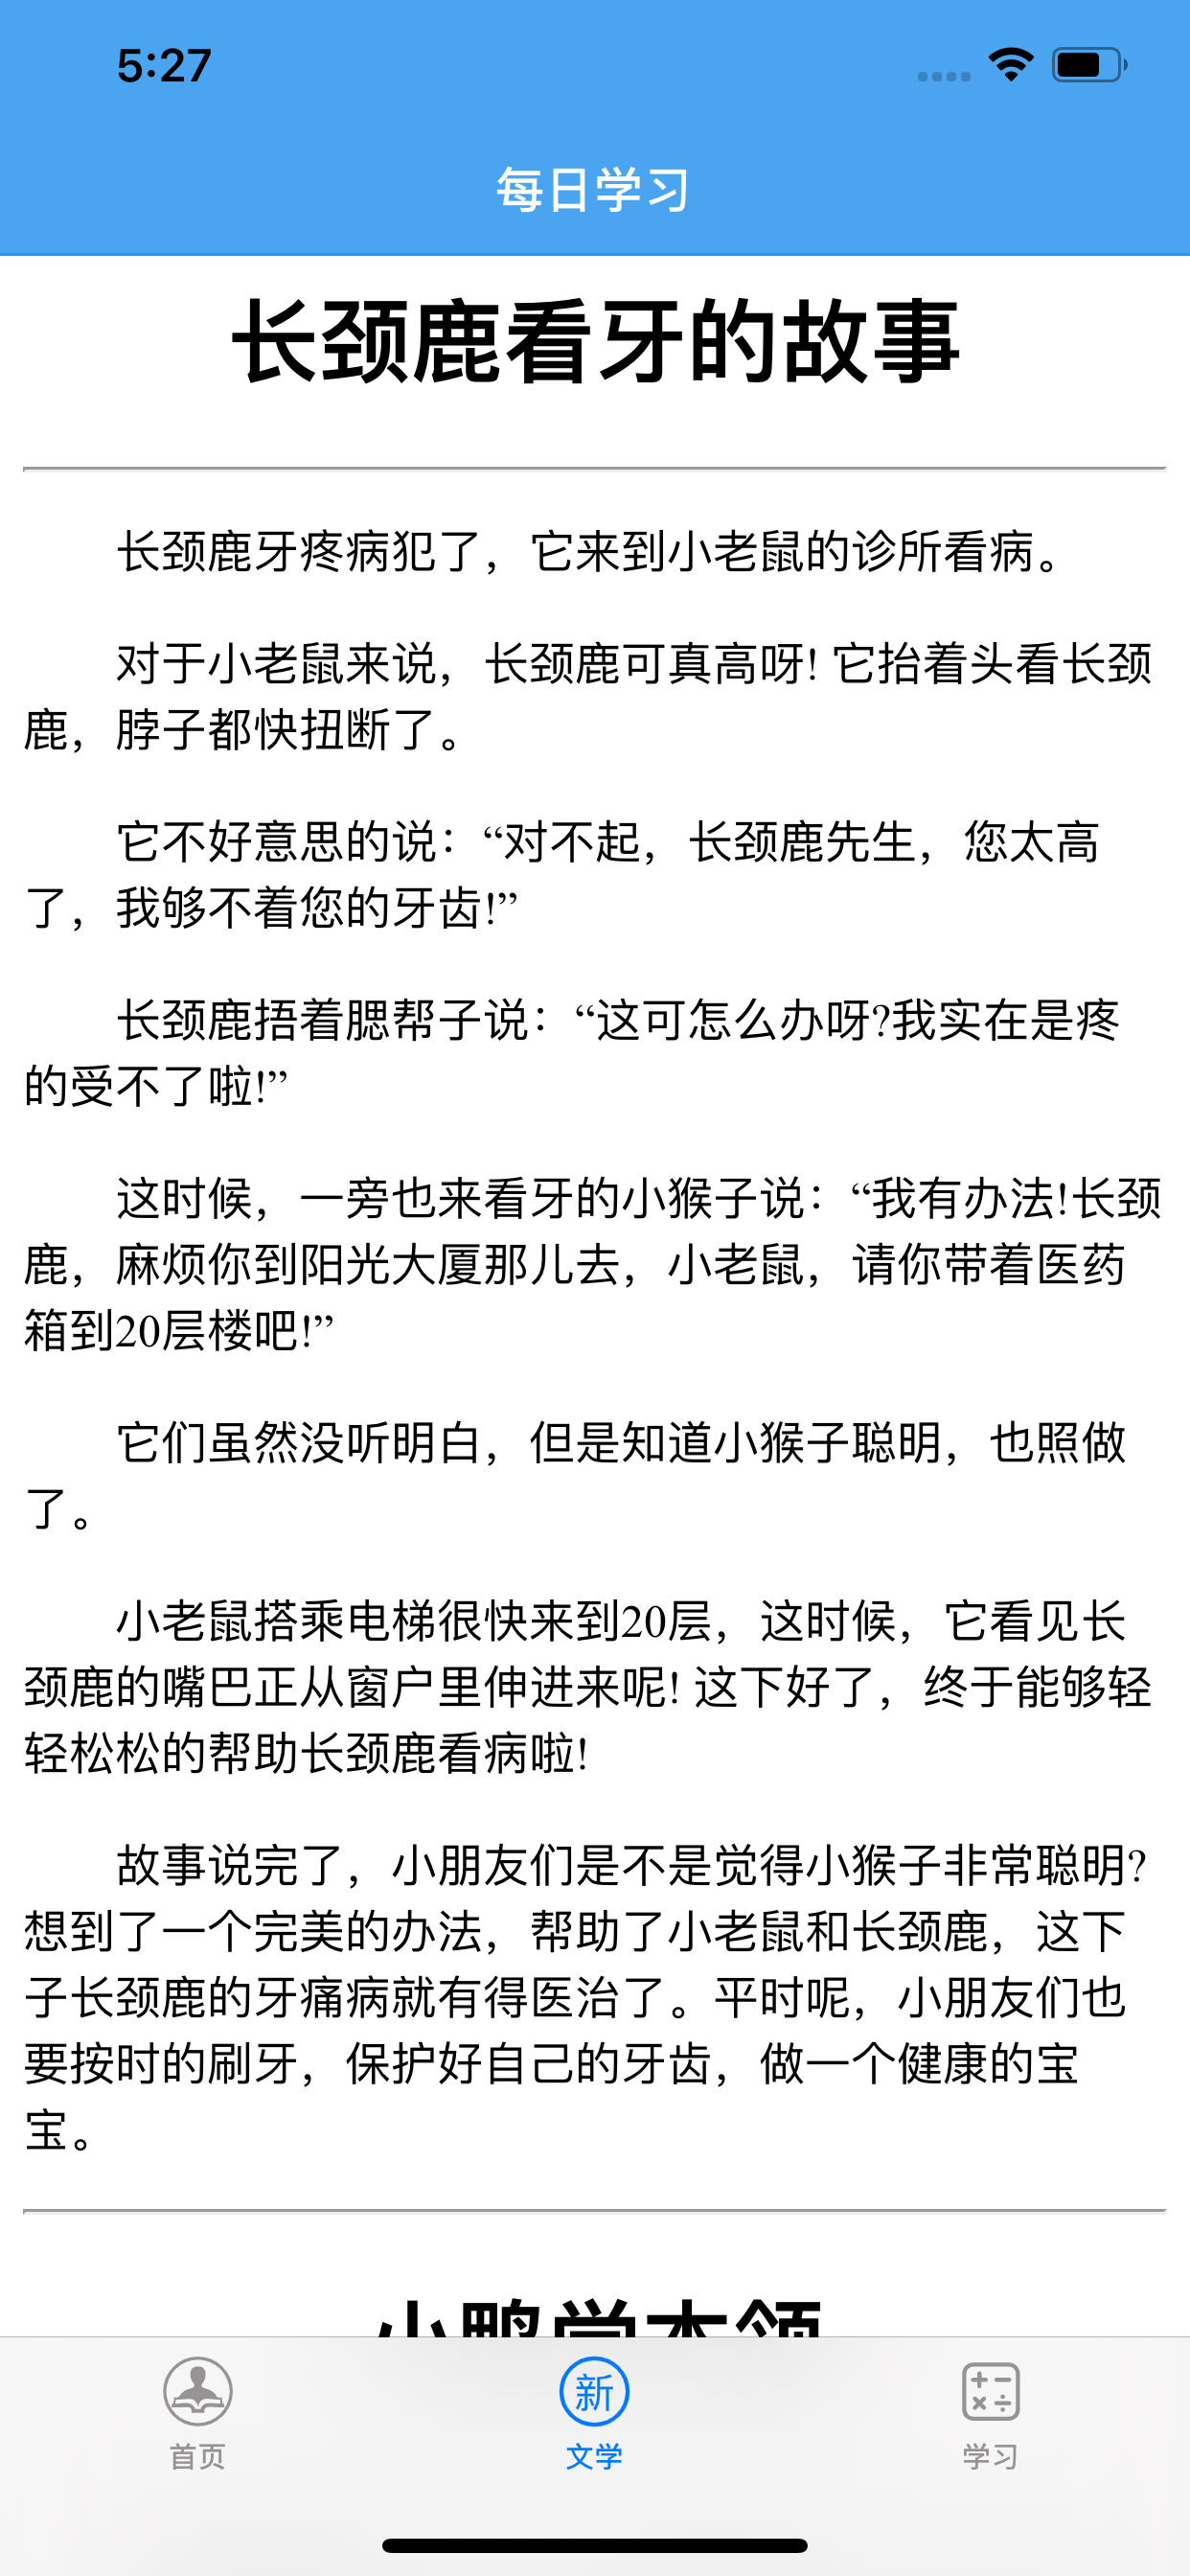 5:27
每日学习
长颈鹿看牙的故事
长颈鹿牙疼病犯了，它来到小老鼠的诊所看病。
对于小老鼠来说，长颈鹿可真高呀! 它抬着头看长颈
鹿，脖子都快扭断了。
它不好意思的说：“对不起，长颈鹿先生，您太高
了，我够不着您的牙齿!”
长颈鹿捂着腮帮子说：“这可怎么办呀?我实在是疼
的受不了啦!”
这时候，一旁也来看牙的小猴子说：“我有办法!长颈
鹿，麻烦你到阳光大厦那儿去，小老鼠，请你带着医药
箱到20层楼吧!”
它们虽然没听明白，但是知道小猴子聪明，也照做
了。
小老鼠搭乘电梯很快来到20层，这时候，它看见长
颈鹿的嘴巴正从窗户里伸进来呢! 这下好了，终于能够轻
轻松松的帮助长颈鹿看病啦!
故事说完了，小朋友们是不是觉得小猴子非常聪明?
想到了一个完美的办法，帮助了小老鼠和长颈鹿，这下
子长颈鹿的牙痛病就有得医治了。平时呢，小朋友们也
要按时的刷牙，保护好自己的牙齿，做一个健康的宝
宝。
小鸭学本领
新
首页
文学
学习